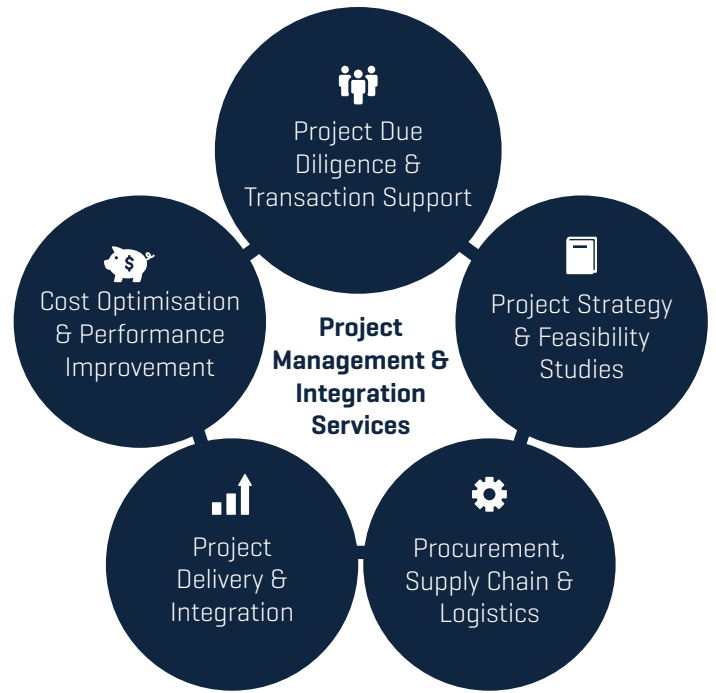 Project Due
Diligence &
Transaction Support
Cost Optimisation
& Performance
Improvement
$
Project Strategy
& Feasibility
Studies
Project
Management &
Integration
Services
Project
Delivery &
Integration
Procurement,
Supply Chain &
Logistics